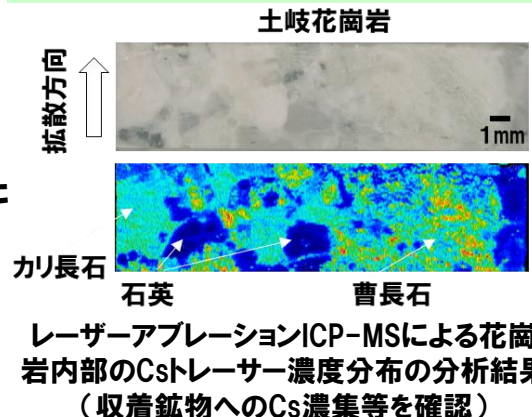 土岐花崗岩
拡散方向
1mm
カリ長石
石英
曹長石
レーザーアブレーションICP-MSによる花崗
岩内部のCsトレーサー濃度分布の分析結果
(収着鉱物へのCs濃集等を確認)